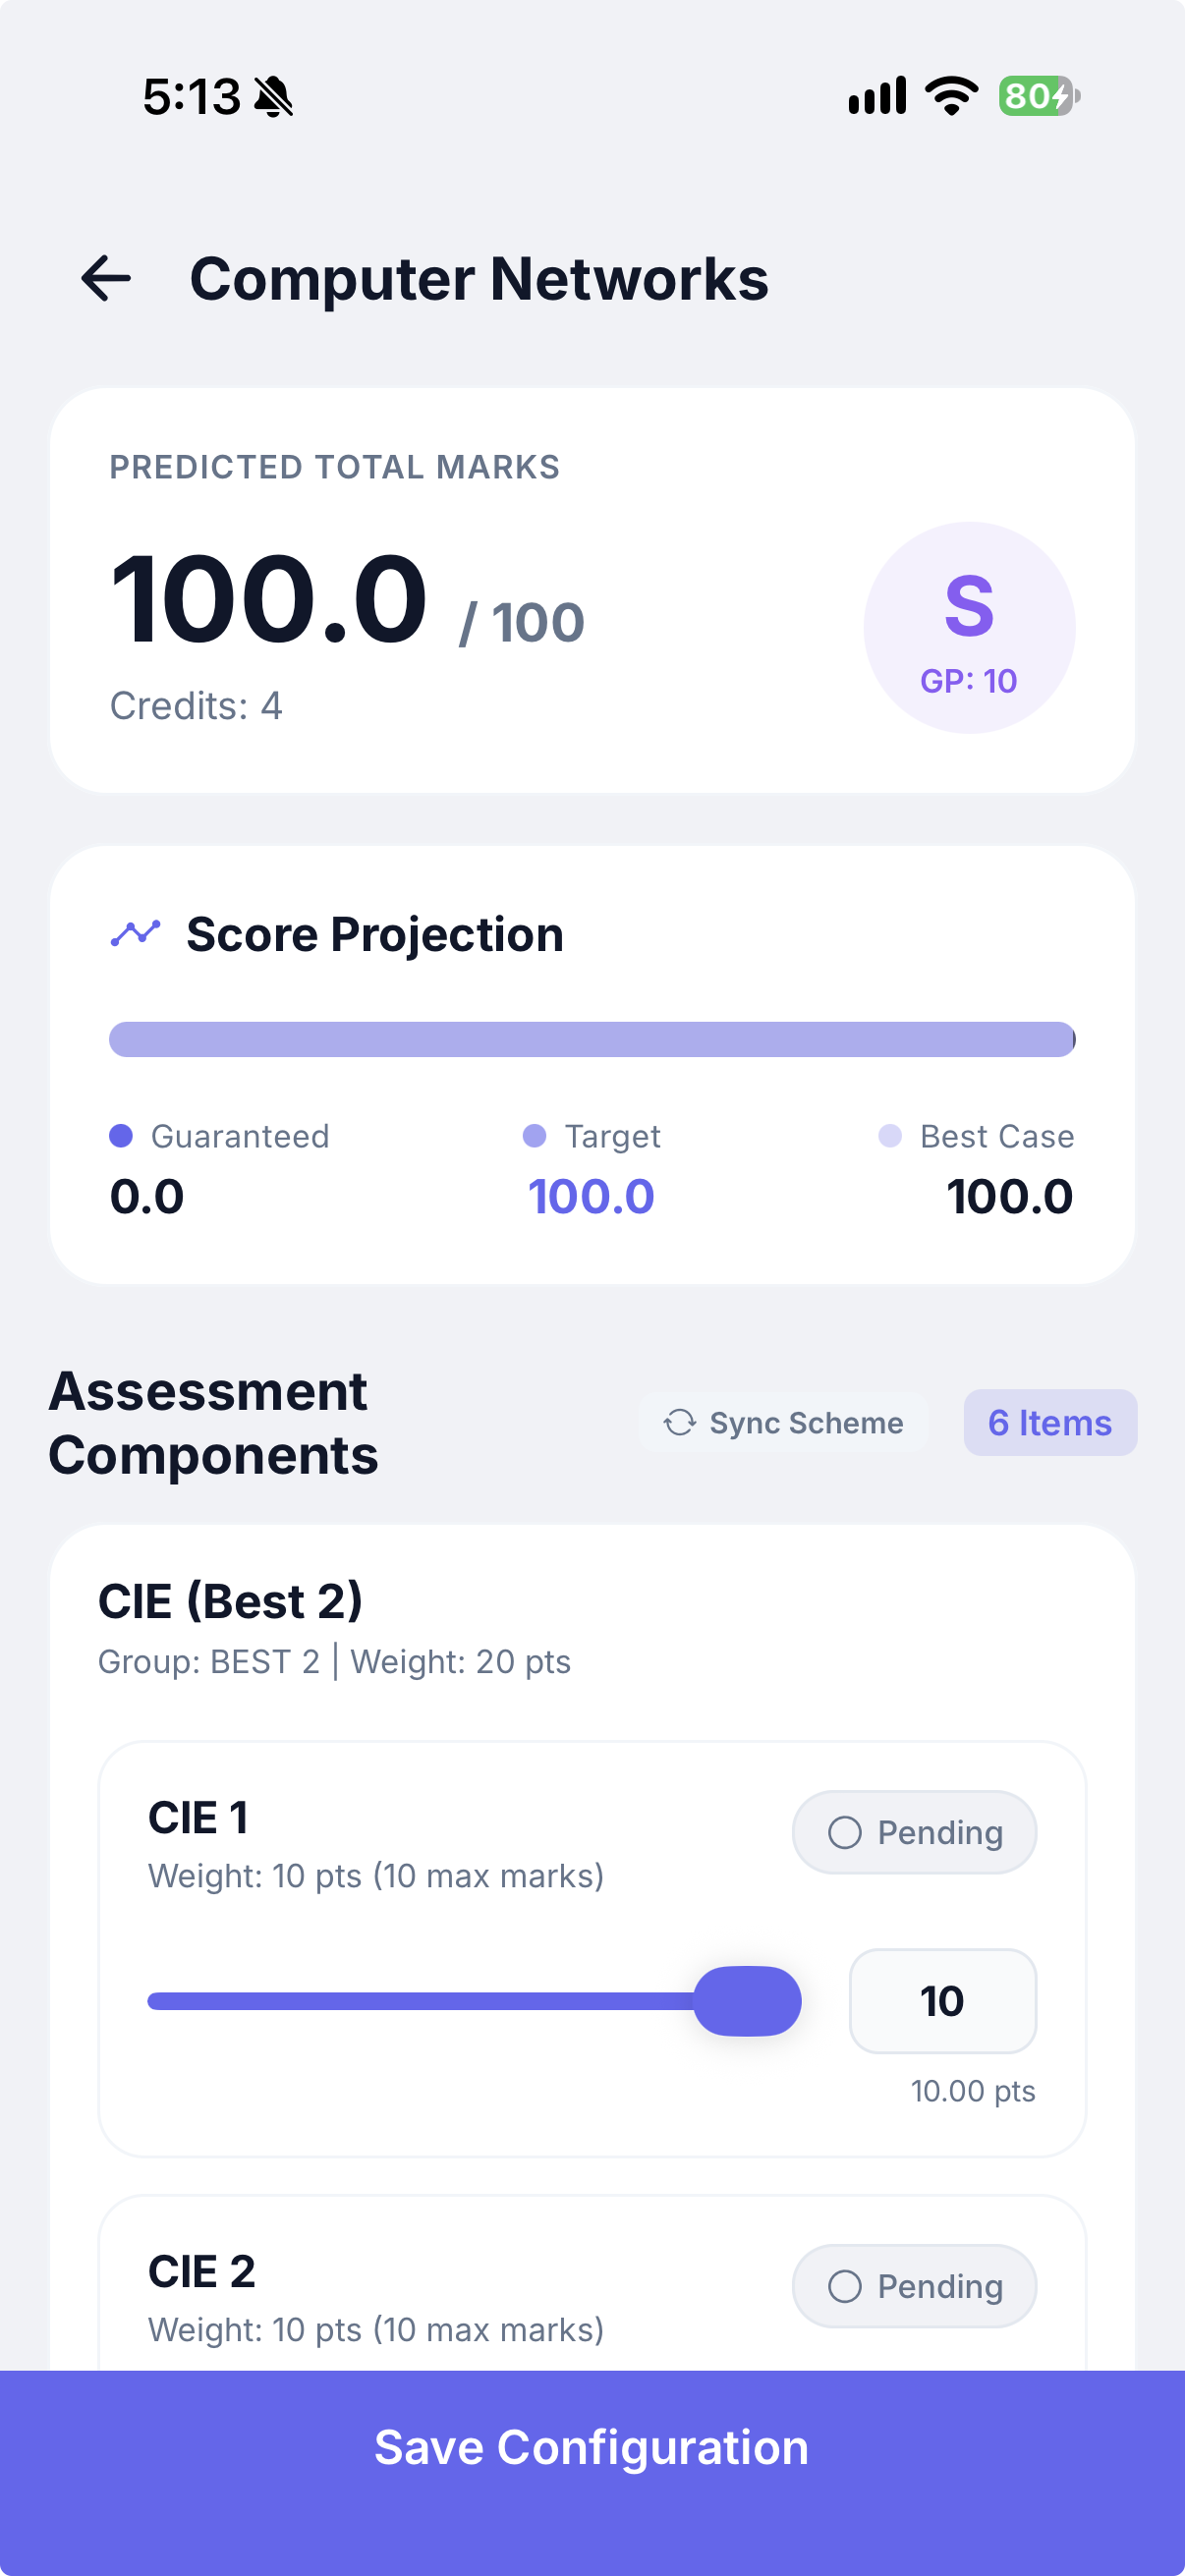 5:13
80
Computer Networks
PREDICTED TOTAL MARKS
100.0 / 100
Credits: 4
S
GP: 10
Score Projection
Guaranteed
0.0
Target
100.0
Best Case
100.0
Assessment
Components
Sync Scheme
6 Items
CIE (Best 2)
Group: BEST 2 | Weight: 20 pts
CIE 1
Weight: 10 pts (10 max marks)
Pending
10
10.00 pts
CIE 2
Weight: 10 pts (10 max marks)
Pending
Save Configuration